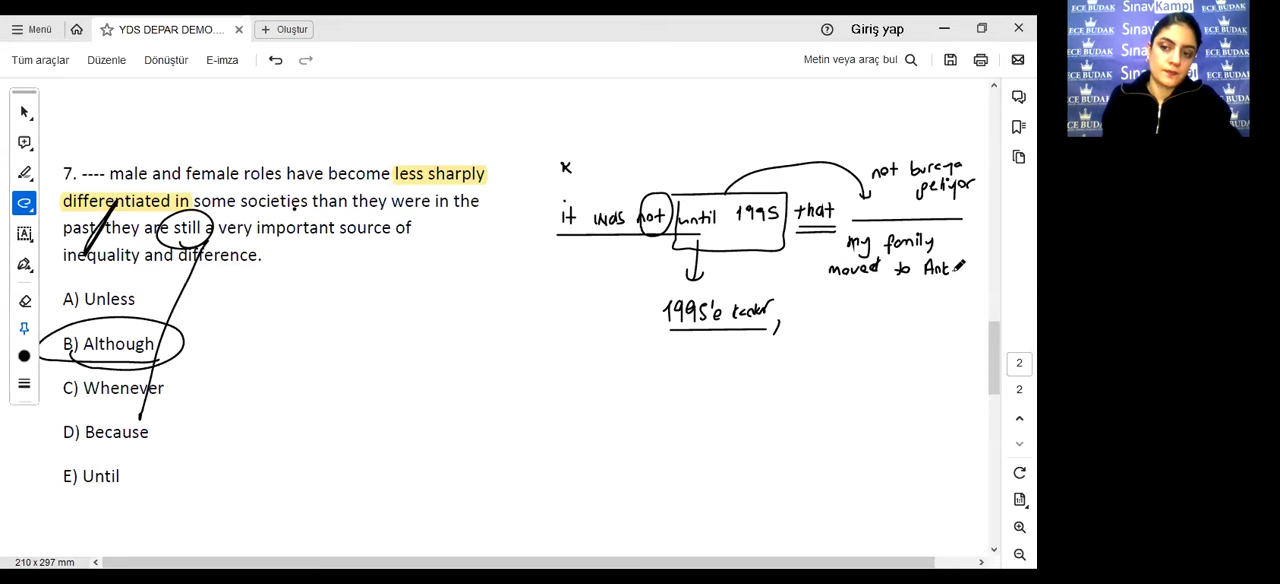 Menü
YDS DEPAR DEMO....
Oluştur
Giriş yap
Tüm araçlar
Düzenle
Dönüştür
E-imza
Metin veya araç bul
7. ---- male and female roles have become less sharply
differentiated in some societies than they were in the
past, they are still a very important source of
inequality and difference.
A) Unless
B) Although
C) Whenever
D) Because
E) Until
it was not until 1995 that
not buraya
geliyor
my family
moved to Ant
1995'e kadar,
2
2
210 x 297 mm
SınavKampı
ECE BUDAK